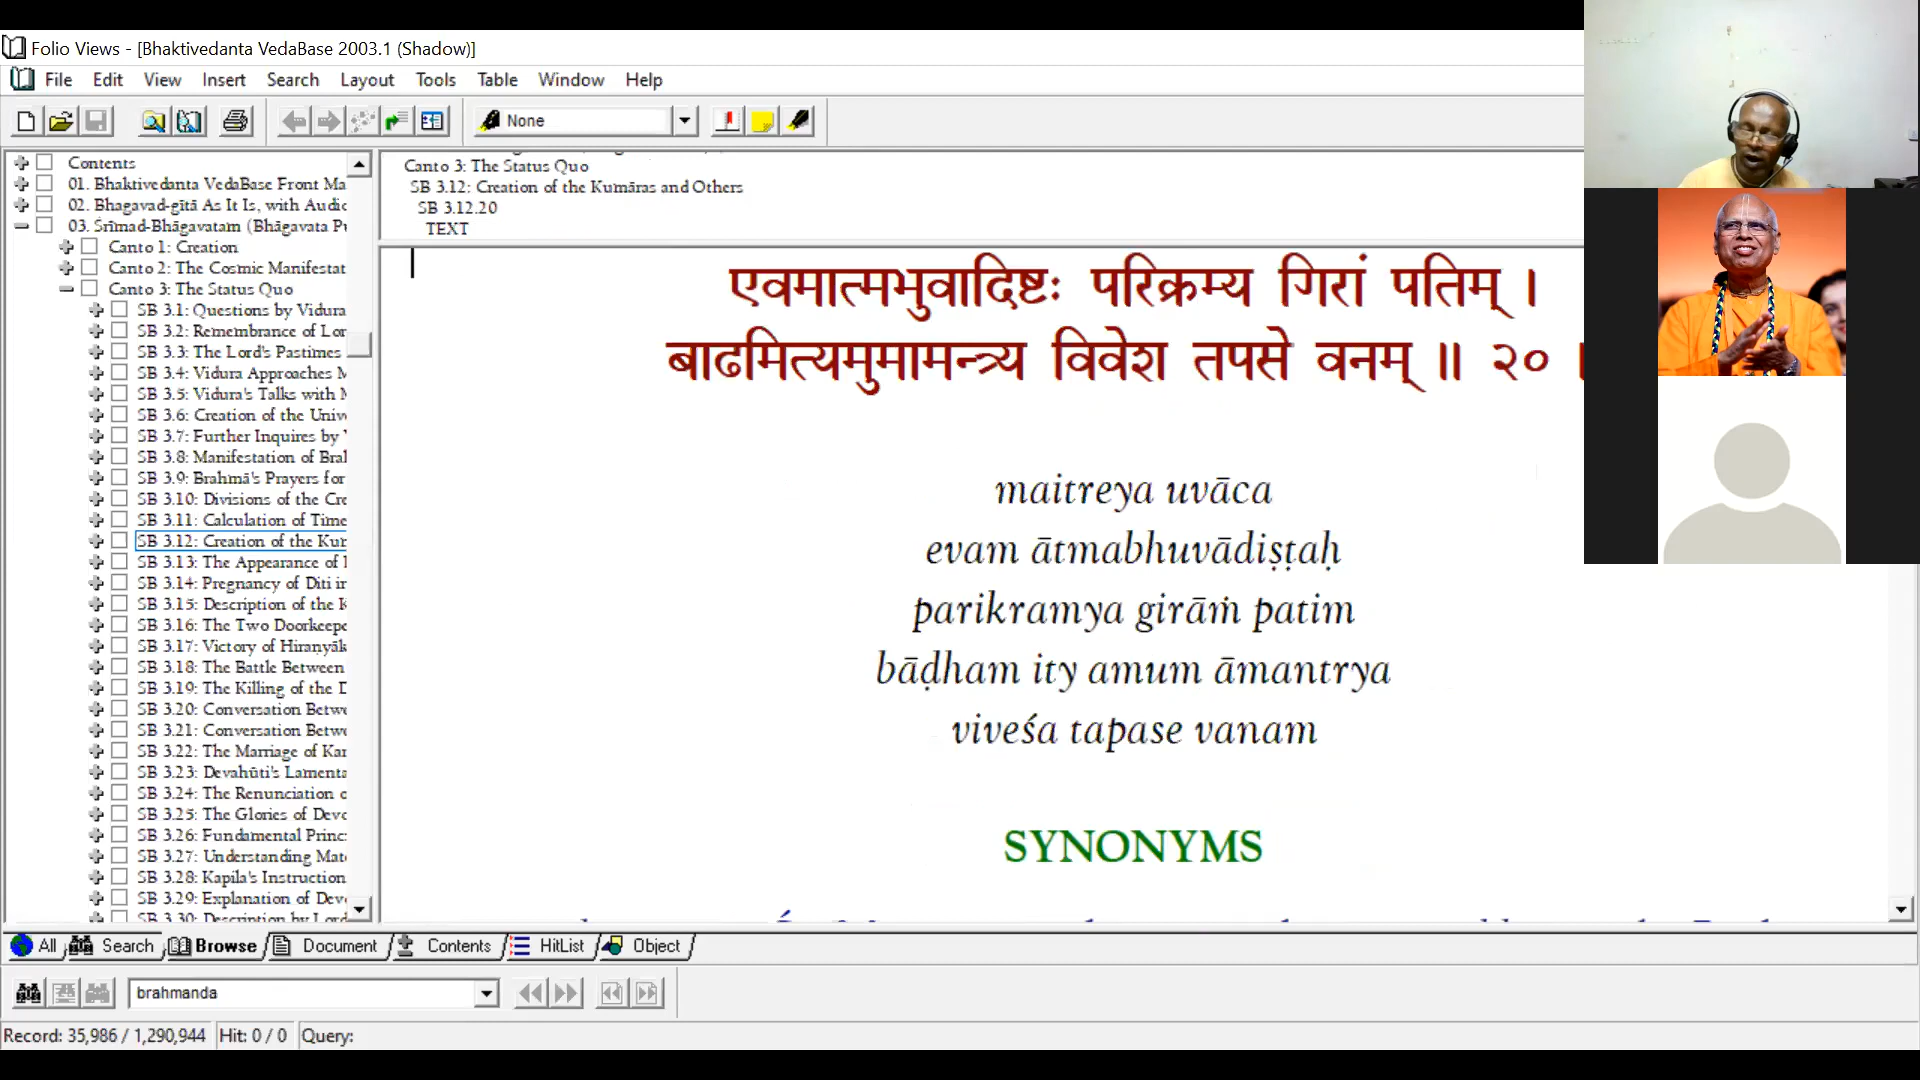 Folio Views - [Bhaktivedanta VedaBase 2003.1 (Shadow)]
File Edit View Insert Search Layout Tools Table Window Help
None
Contents
01. Bhaktivedanta VedaBase Front Ma
02. Bhagavad-gītā As It Is, with Audic
03. Śrīmad-Bhāgavatam (Bhāgavata Pu
Canto 1: Creation
Canto 2: The Cosmic Manifestat
Canto 3: The Status Quo
SB 3.1: Questions by Vidura
SB 3.2: Remembrance of Lor
SB 3.3: The Lord's Pastimes
SB 3.4: Vidura Approaches M
SB 3.5: Vidura's Talks with M
SB 3.6: Creation of the Univ
SB 3.7: Further Inquires by V
SB 3.8: Manifestation of Bral
SB 3.9: Brahmā's Prayers for
SB 3.10: Divisions of the Cre
SB 3.11: Calculation of Time
SB 3.12: Creation of the Kur
SB 3.13: The Appearance of
SB 3.14: Pregnancy of Diti in
SB 3.15: Description of the K
SB 3.16: The Two Doorkeepe
SB 3.17: Victory of Hiraṇyāk
SB 3.18: The Battle Between
SB 3.19: The Killing of the D
SB 3.20: Conversation Betwe
SB 3.21: Conversation Betwe
SB 3.22: The Marriage of Kar
SB 3.23: Devahūti's Lamenta
SB 3.24: The Renunciation o
SB 3.25: The Glories of Devo
SB 3.26: Fundamental Princ
SB 3.27: Understanding Mate
SB 3.28: Kapila's Instruction
SB 3.29: Explanation of Dev
SB 3.30: Description by Lord
Canto 3: The Status Quo
SB 3.12: Creation of the Kumāras and Others
SB 3.12.20
TEXT
एवमात्मभुवादिष्टः परिक्रम्य गिरां पतिम् ।
बाढमित्यमुमामन्त्र्य विवेश तपसे वनम् ॥ २० ।
maitreya uvāca
evam ātmabhuvādiṣṭaḥ
parikramya girāṁ patim
bāḍham ity amum āmantrya
viveśa tapase vanam
SYNONYMS
All Search Browse Document Contents HitList Object
brahmanda
Record: 35,986 / 1,290,944 Hit: 0 / 0 Query: